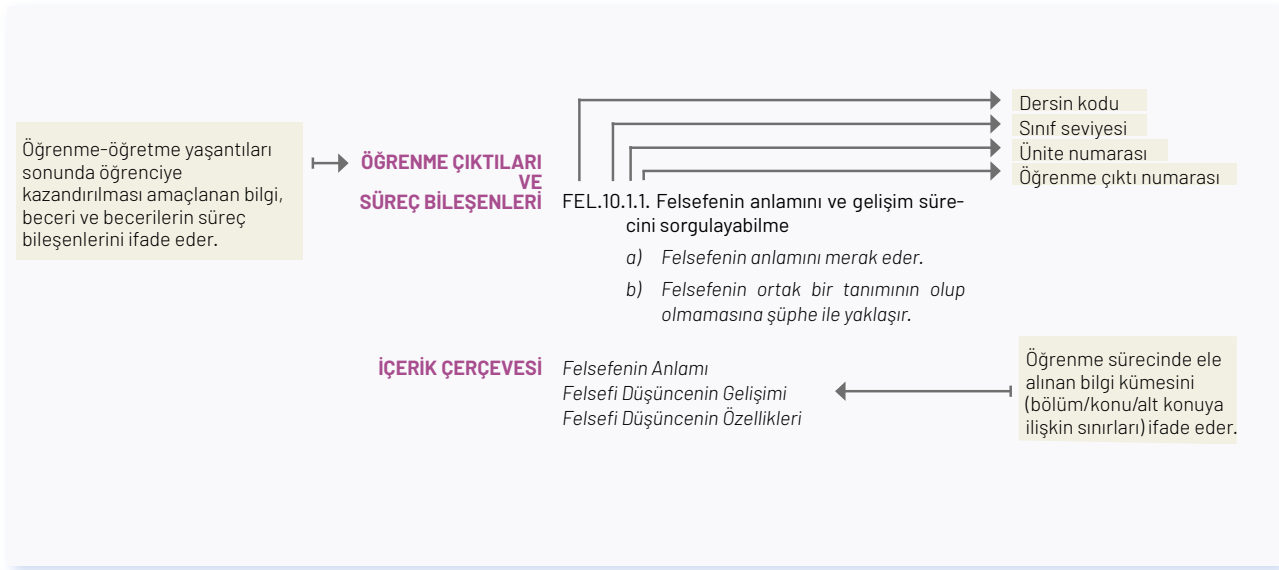 Dersin kodu
Sınıf seviyesi
Ünite numarası
Öğrenme çıktı numarası
Öğrenme-öğretme yaşantıları
sonunda öğrenciye
kazandırılması amaçlanan bilgi,
beceri ve becerilerin süreç
bileşenlerini ifade eder.
ÖĞRENME ÇIKTILARI
VE
SÜREÇ BİLEŞENLERİ
FEL.10.1.1. Felsefenin anlamını ve gelişim süre-
cini sorgulayabilme
a) Felsefenin anlamını merak eder.
b) Felsefenin ortak bir tanımının olup
olmamasına şüphe ile yaklaşır.
İÇERİK ÇERÇEVESİ
Felsefenin Anlamı
Felsefi Düşüncenin Gelişimi
Felsefi Düşüncenin Özellikleri
Öğrenme sürecinde ele
alınan bilgi kümesini
(bölüm/konu/alt konuya
ilişkin sınırları) ifade eder.